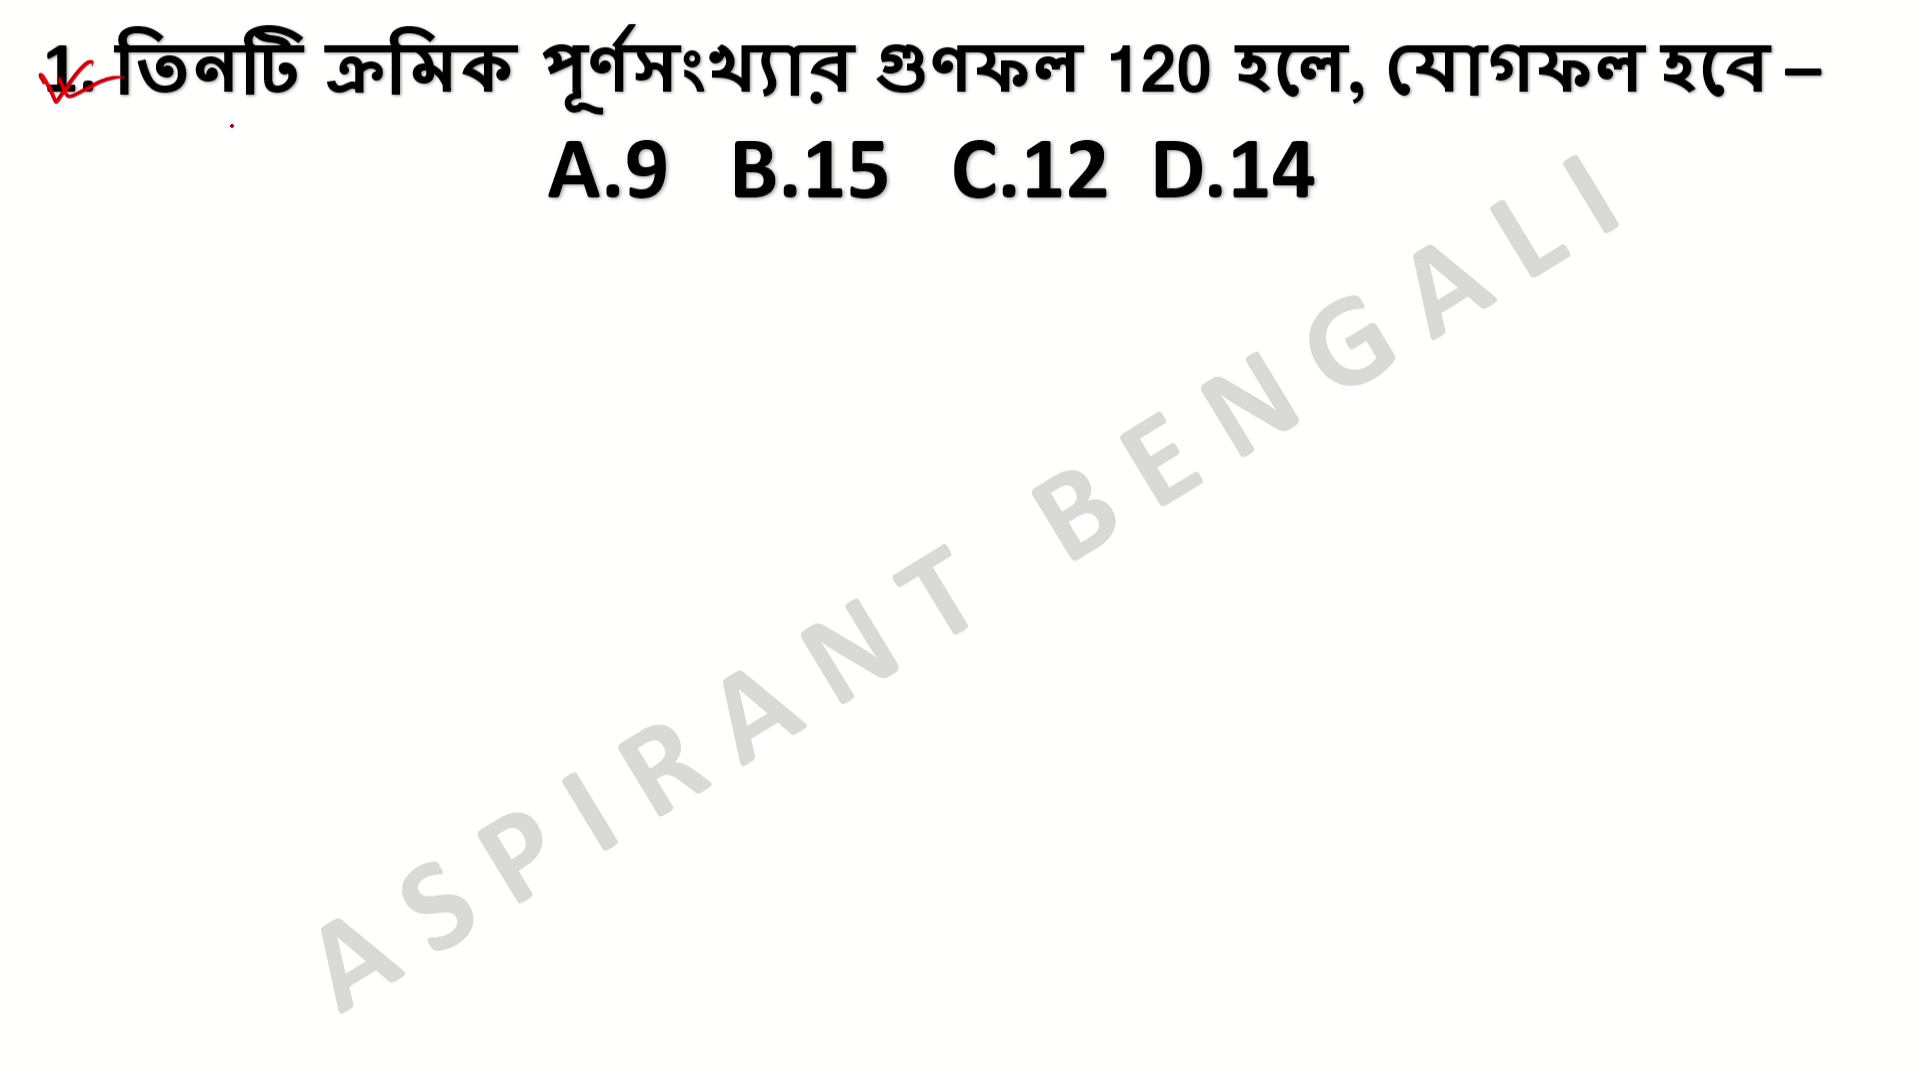 1. তিনটি ক্রমিক পূর্ণসংখ্যার গুণফল 120 হলে, যোগফল হবে –
A.9 B.15 C.12 D.14
ASPIRANT BENGALI